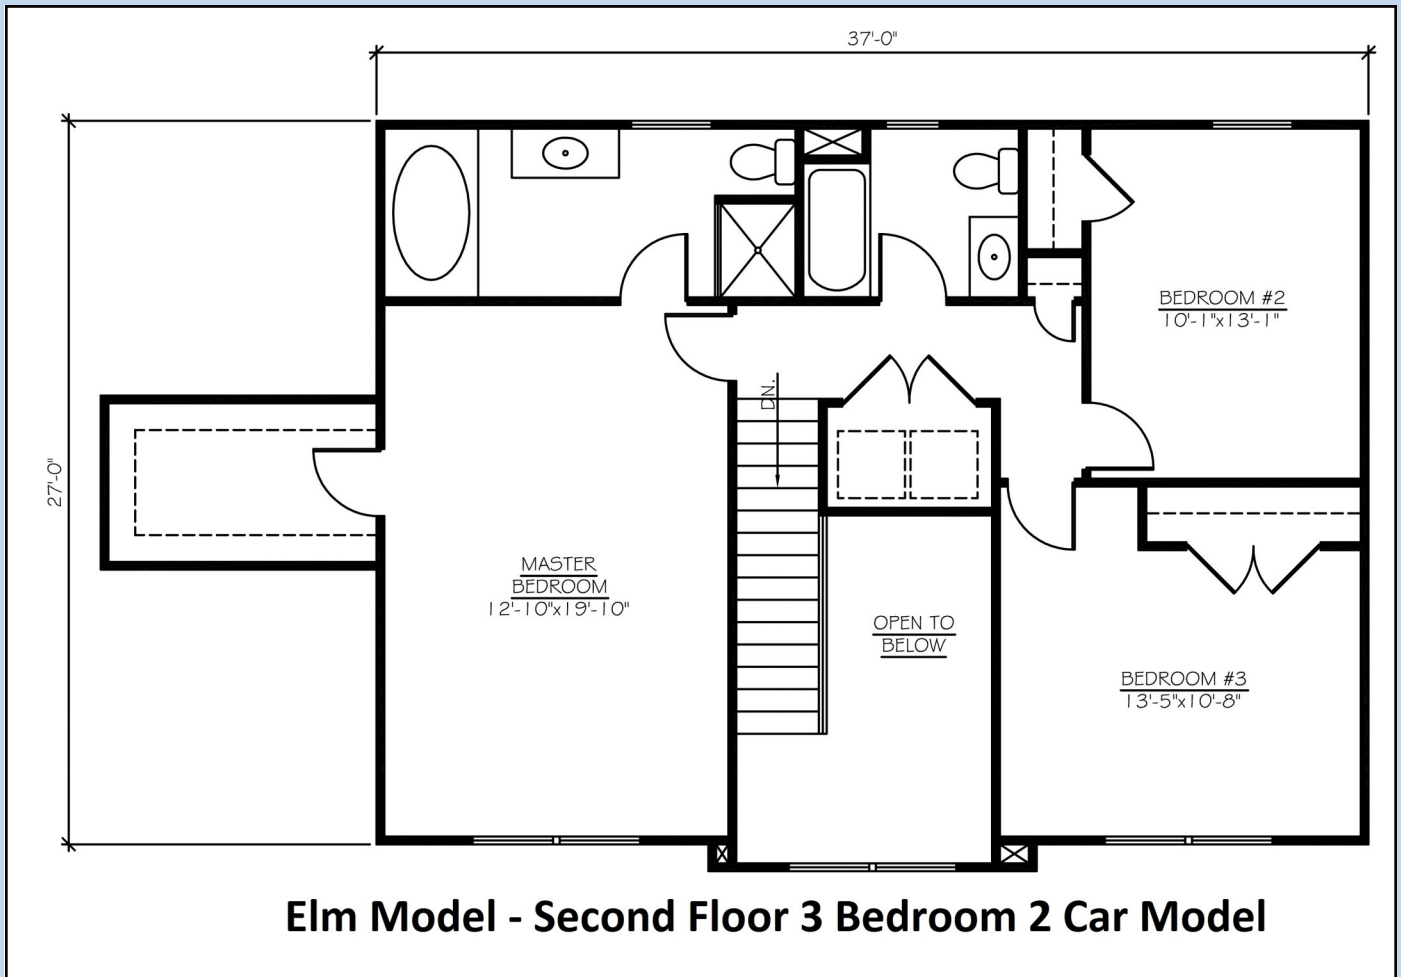 37'-0"
27'-0"
BEDROOM #2
10'-1"x13'-1"
DN.
MASTER
BEDROOM
12'-10"x19'-10"
OPEN TO
BELOW
BEDROOM #3
13'-5"x10'-8"
Elm Model - Second Floor 3 Bedroom 2 Car Model